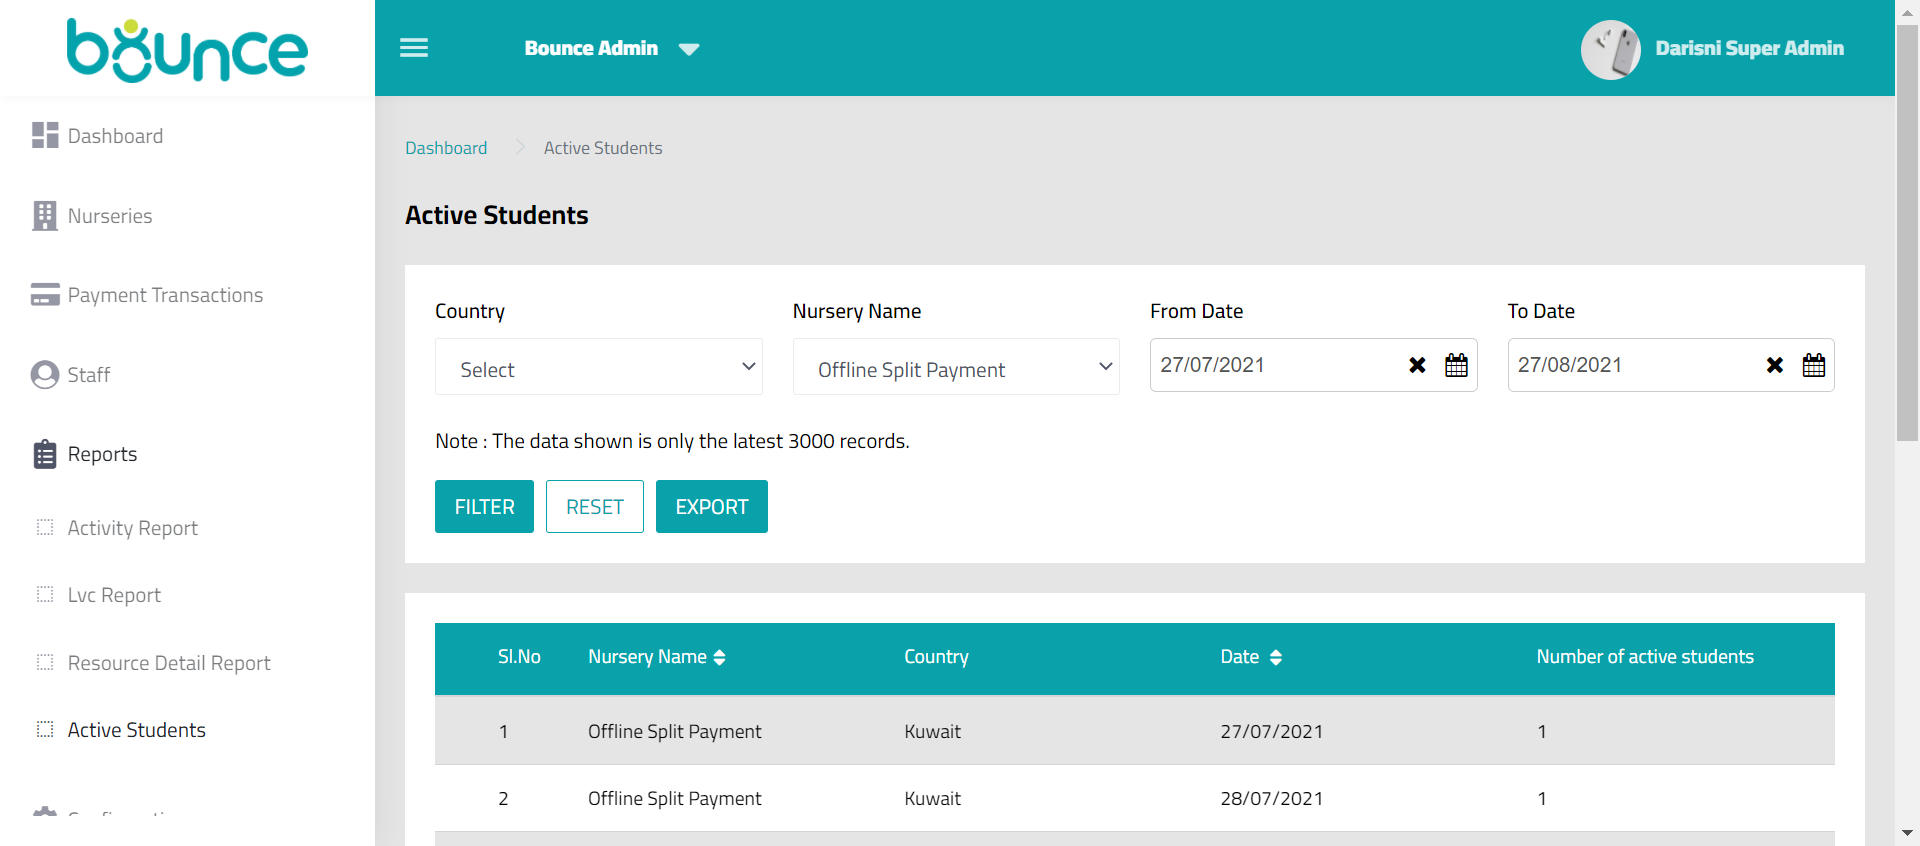 bounce
Bounce Admin
Darisni Super Admin
Dashboard
Nurseries
Payment Transactions
Staff
Reports
Activity Report
Lvc Report
Resource Detail Report
Active Students
Dashboard Active Students
Active Students
Country Nursery Name From Date To Date
Select Offline Split Payment 27/07/2021 27/08/2021
Note : The data shown is only the latest 3000 records.
FILTER RESET EXPORT
Sl.No Nursery Name Country Date Number of active students
1 Offline Split Payment Kuwait 27/07/2021 1
2 Offline Split Payment Kuwait 28/07/2021 1